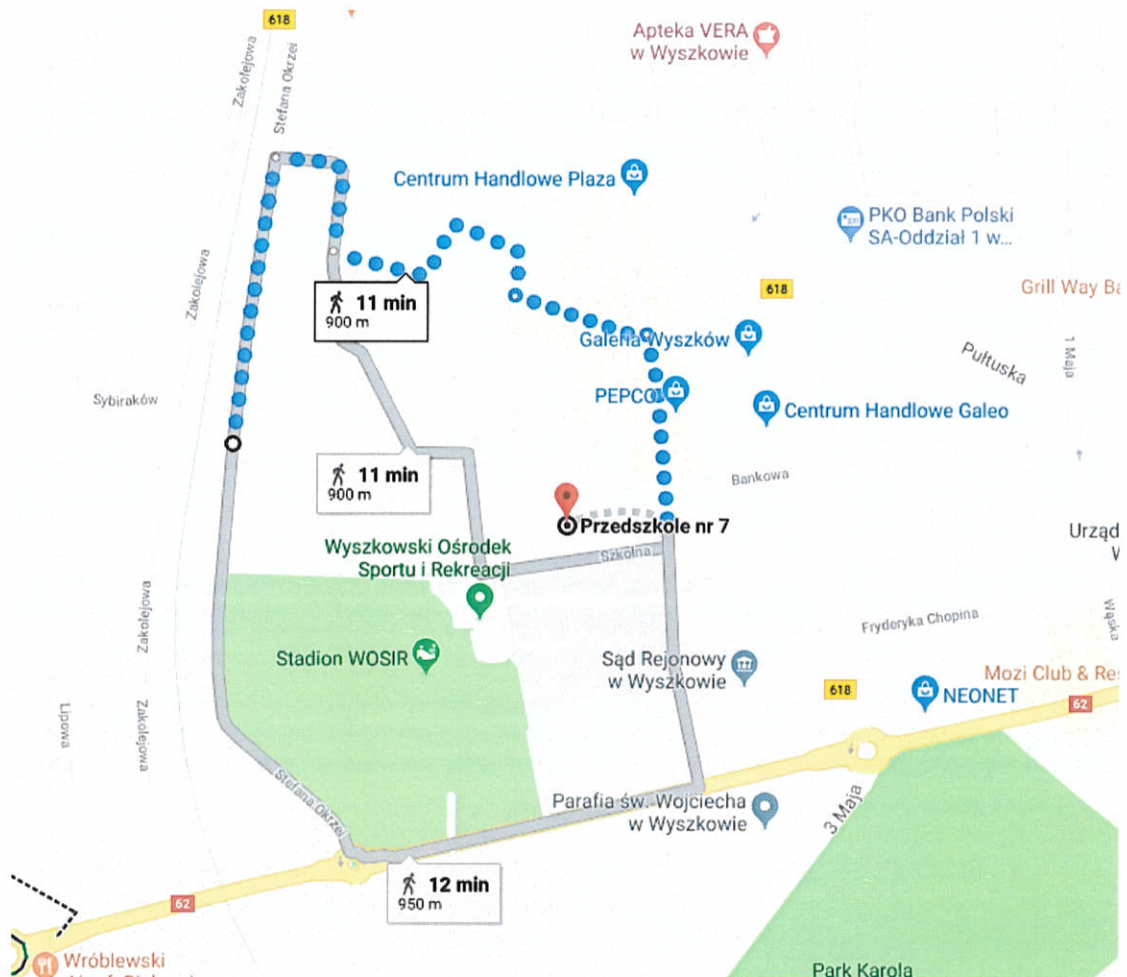 618
Zakolejowa
Stefana Okrzei
Apteka VERA
w Wyszkowie
Centrum Handlowe Plaza
PKO Bank Polski
SA-Oddział 1 w...
Zakolejowa
11 min
900 m
618
Grill Way Ba
Galeria Wyszków
Pułtuska
1 Maja
Sybiraków
PEPCO
Centrum Handlowe Galeo
11 min
900 m
Bankowa
Przedszkole nr 7
Szkolna
Urząd
W
Wyszkowski Ośrodek
Sportu i Rekreacji
Zakolejowa
Fryderyka Chopina
Wąska
Stadion WOSIR
Sąd Rejonowy
w Wyszkowie
Mozi Club & Res
618
NEONET
62
Lipowa
Zakolejowa
Stefana Okrzei
Parafia św. Wojciecha
w Wyszkowie
3 Maja
12 min
950 m
62
Wróblewski
Park Karola